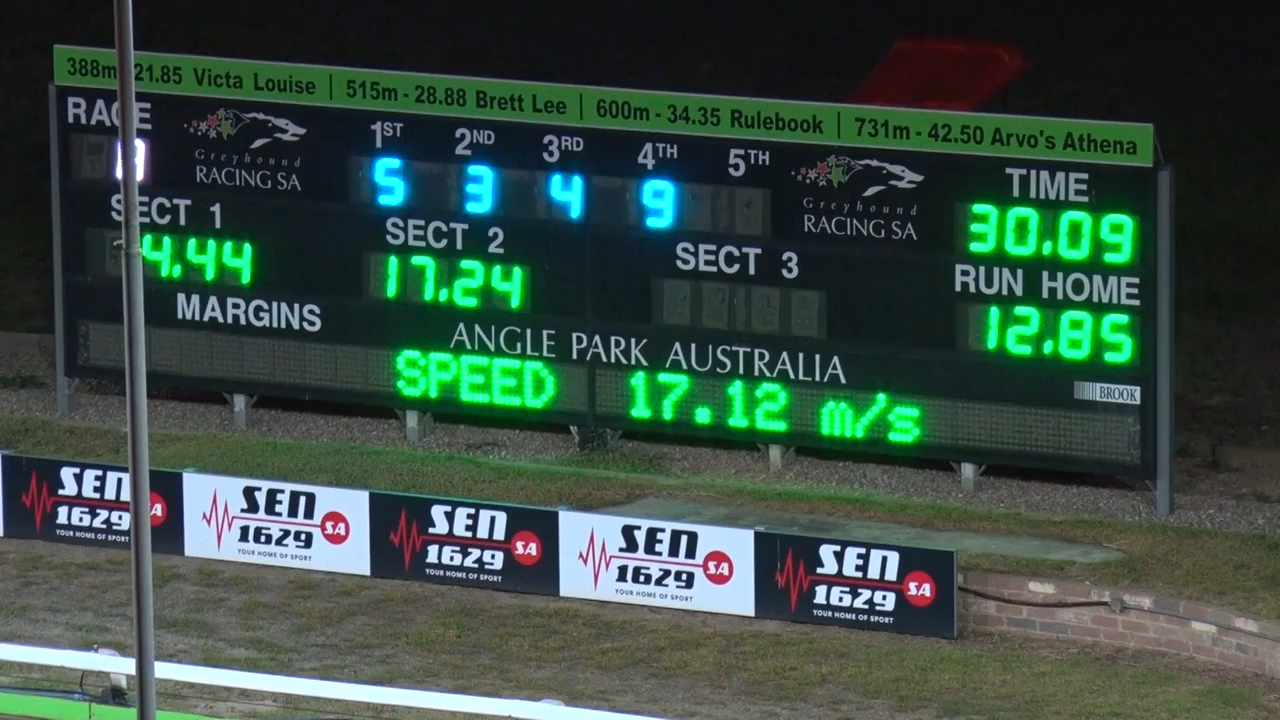 388m - 21.85 Victa Louise | 515m - 28.88 Brett Lee | 600m - 34.35 Rulebook | 731m - 42.50 Arvo's Athena
RACE
Greyhound
RACING SA
1ST 2ND 3RD 4TH 5TH
5 3 4 9
Greyhound
RACING SA
TIME
30.09
SECT 1
4.44
SECT 2
17.24
SECT 3
RUN HOME
12.85
MARGINS
ANGLE PARK AUSTRALIA
SPEED 17.12 m/s
BROOK
SEN
1629
SA
SEN
1629
SA
YOUR HOME OF SPORT
SEN
1629
SA
YOUR HOME OF SPORT
SEN
1629
SA
YOUR HOME OF SPORT
SEN
1629
SA
YOUR HOME OF SPORT